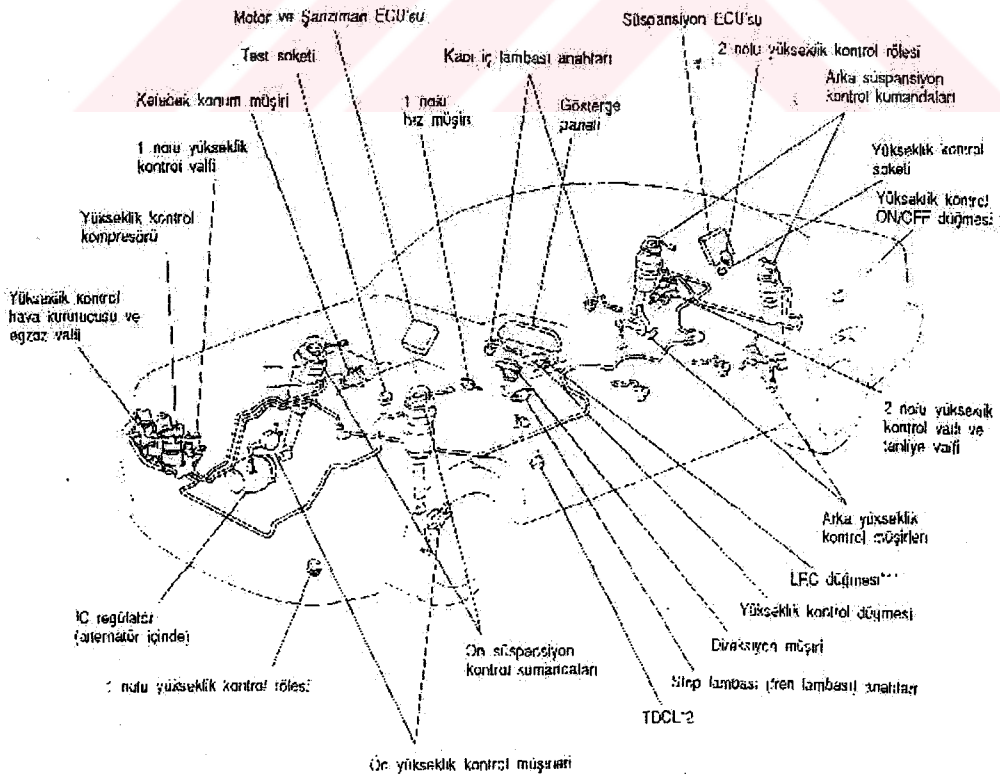 Motor ve Şanzıman ECU'su
Süspansiyon ECU'su
Test soketi
Kapı iç lambası anahtarı
2 nolu yükseklik kontrol rölesi
Arka süspansiyon
kontrol kumandaları
Kelebek konum müşiri
1 nolu
hız müşiri
Gösterge
paneli
1 nolu yükseklik
kontrol valfi
Yükseklik kontrol
soketi
Yükseklik kontrol
ON/OFF düğmesi
Yükseklik kontrol
kompresörü
Yükseklik kontrol
hava kurutucusu ve
egzoz valfi
2 nolu yükseklik
kontrol valfi ve
tahliye valfi
Arka yükseklik
kontrol müşirleri
LRC düğmesi
Yükseklik kontrol düğmesi
Direksiyon müşiri
Stop lambası (fren lambası) anahtarı
TDCL*2
IC regülatör
(alternatör içinde)
Ön süspansiyon
kontrol kumandaları
1 nolu yükseklik kontrol rölesi
Ön yükseklik kontrol müşirleri